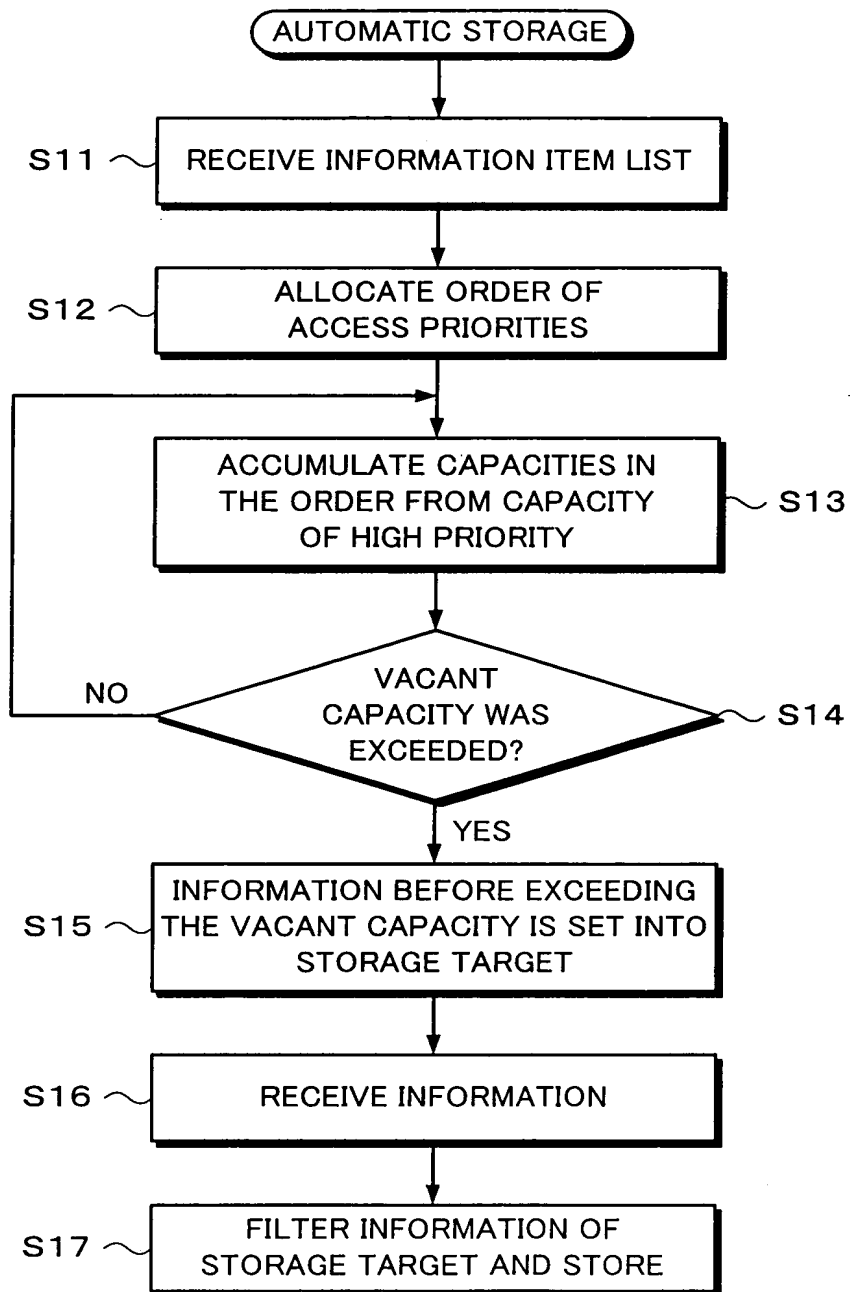 AUTOMATIC STORAGE
S11
RECEIVE INFORMATION ITEM LIST
S12
ALLOCATE ORDER OF
ACCESS PRIORITIES
ACCUMULATE CAPACITIES IN
THE ORDER FROM CAPACITY
OF HIGH PRIORITY
S13
NO
VACANT
CAPACITY WAS
EXCEEDED?
S14
YES
S15
INFORMATION BEFORE EXCEEDING
THE VACANT CAPACITY IS SET INTO
STORAGE TARGET
S16
RECEIVE INFORMATION
S17
FILTER INFORMATION OF
STORAGE TARGET AND STORE